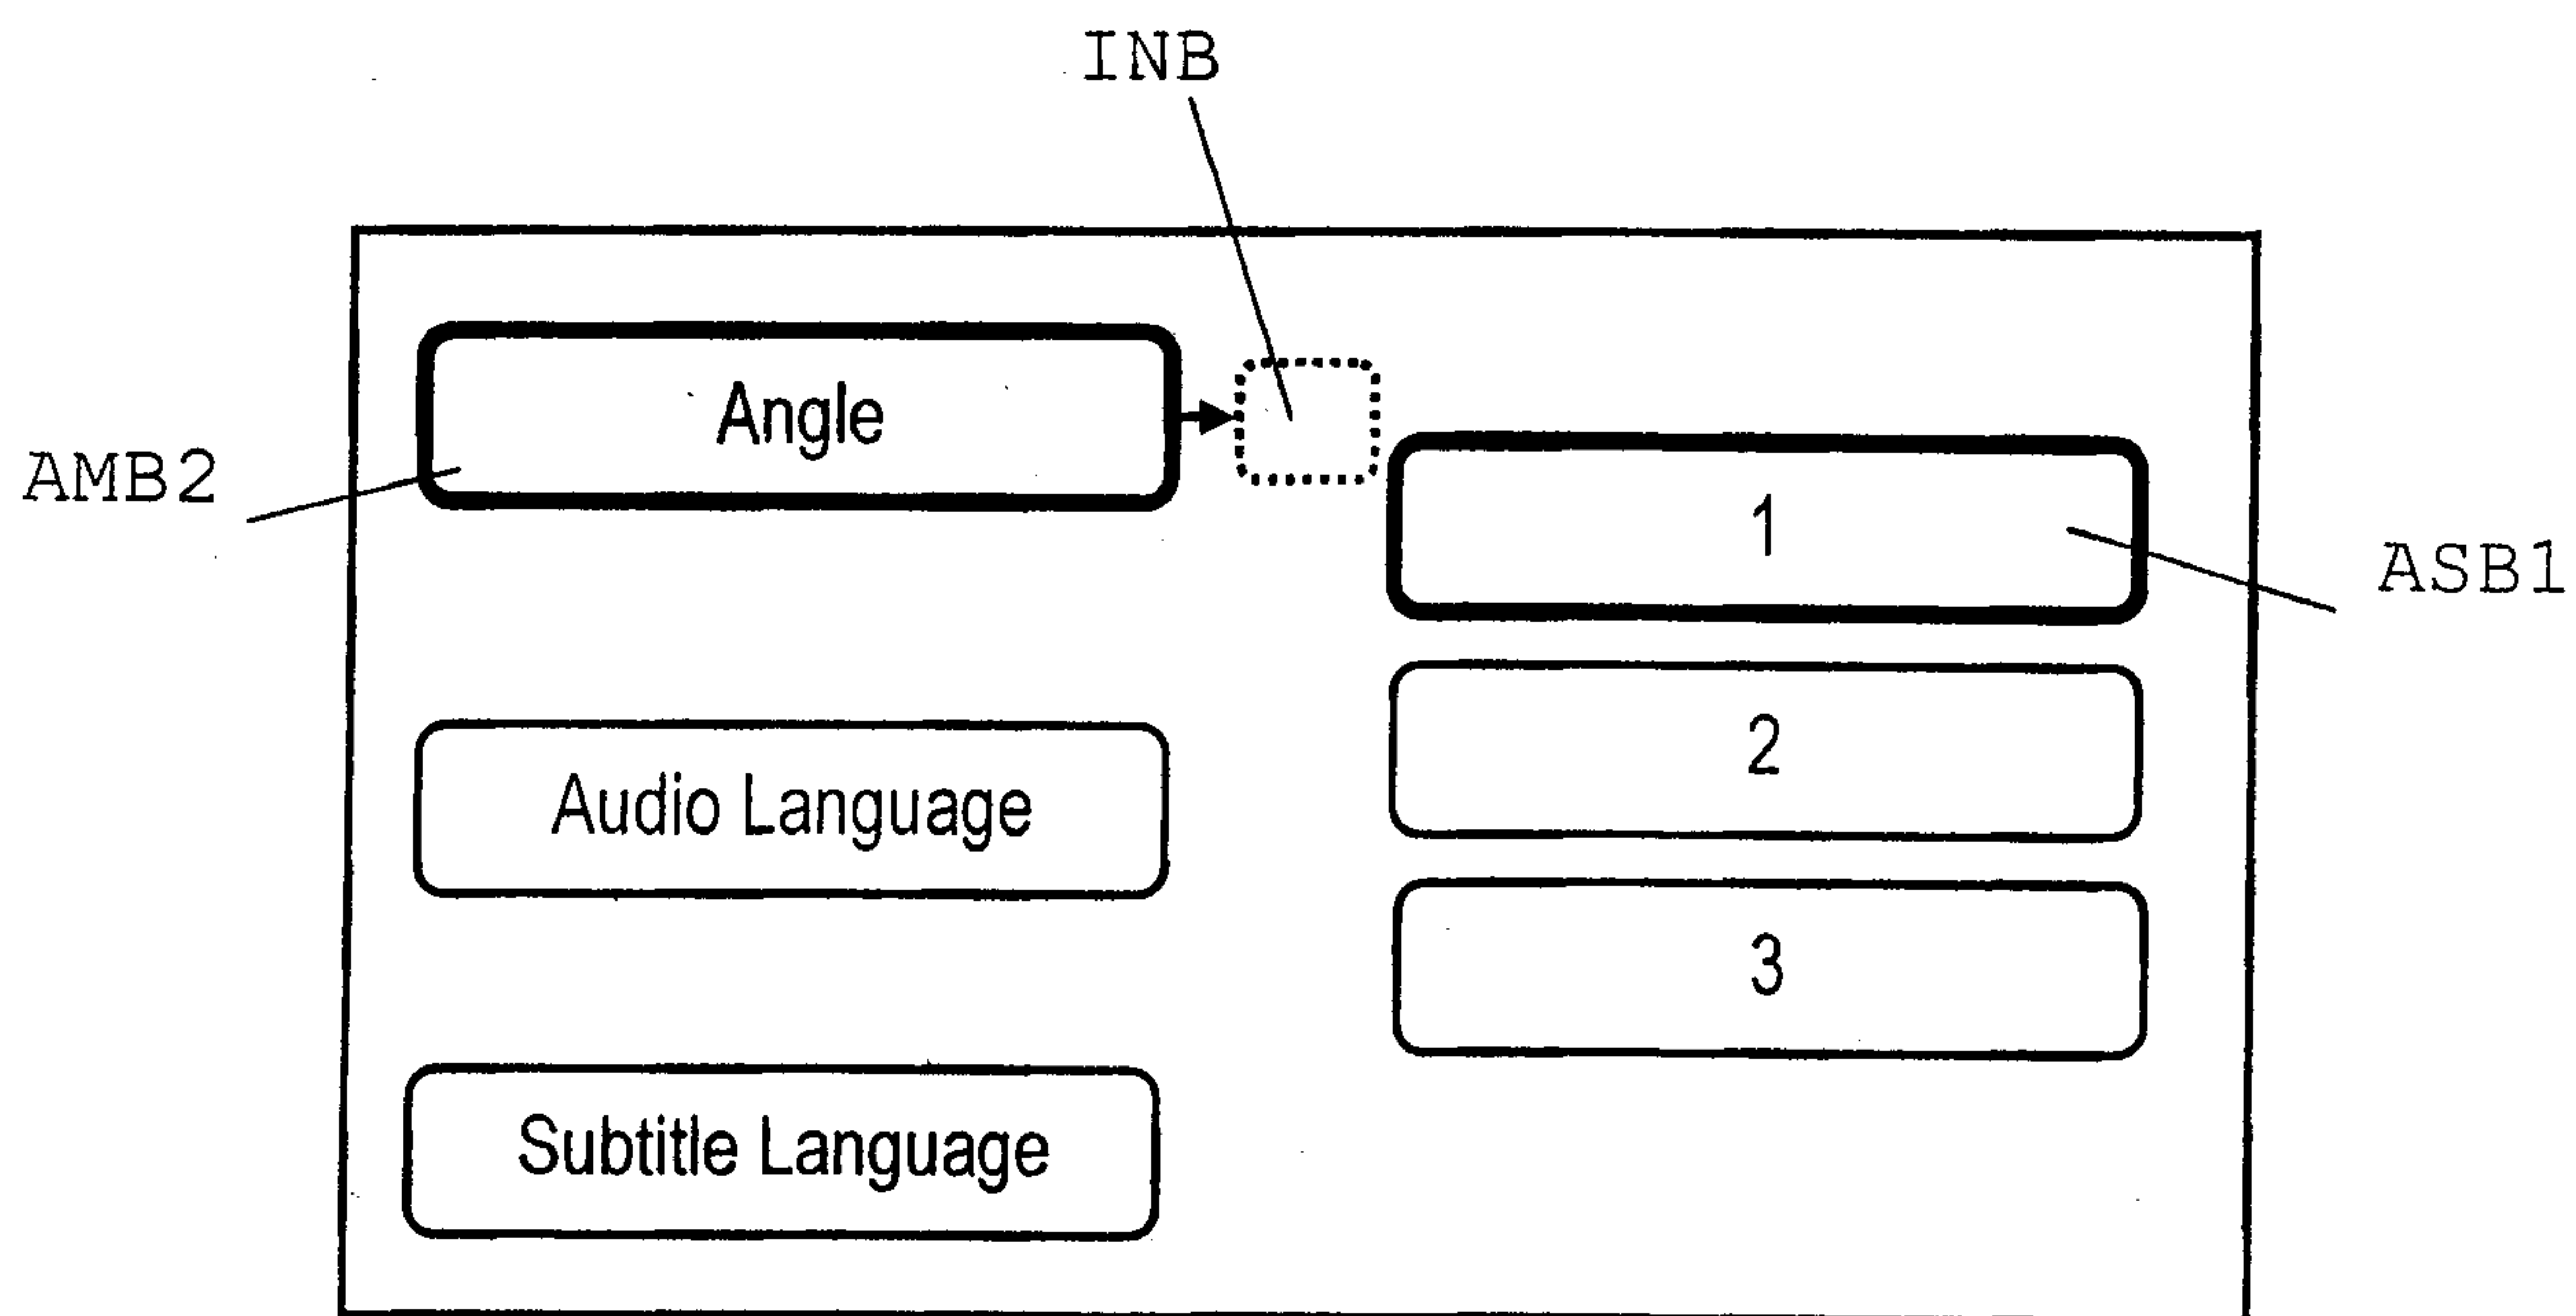 INB
Angle
AMB2
1
ASB1
2
Audio Language
3
Subtitle Language